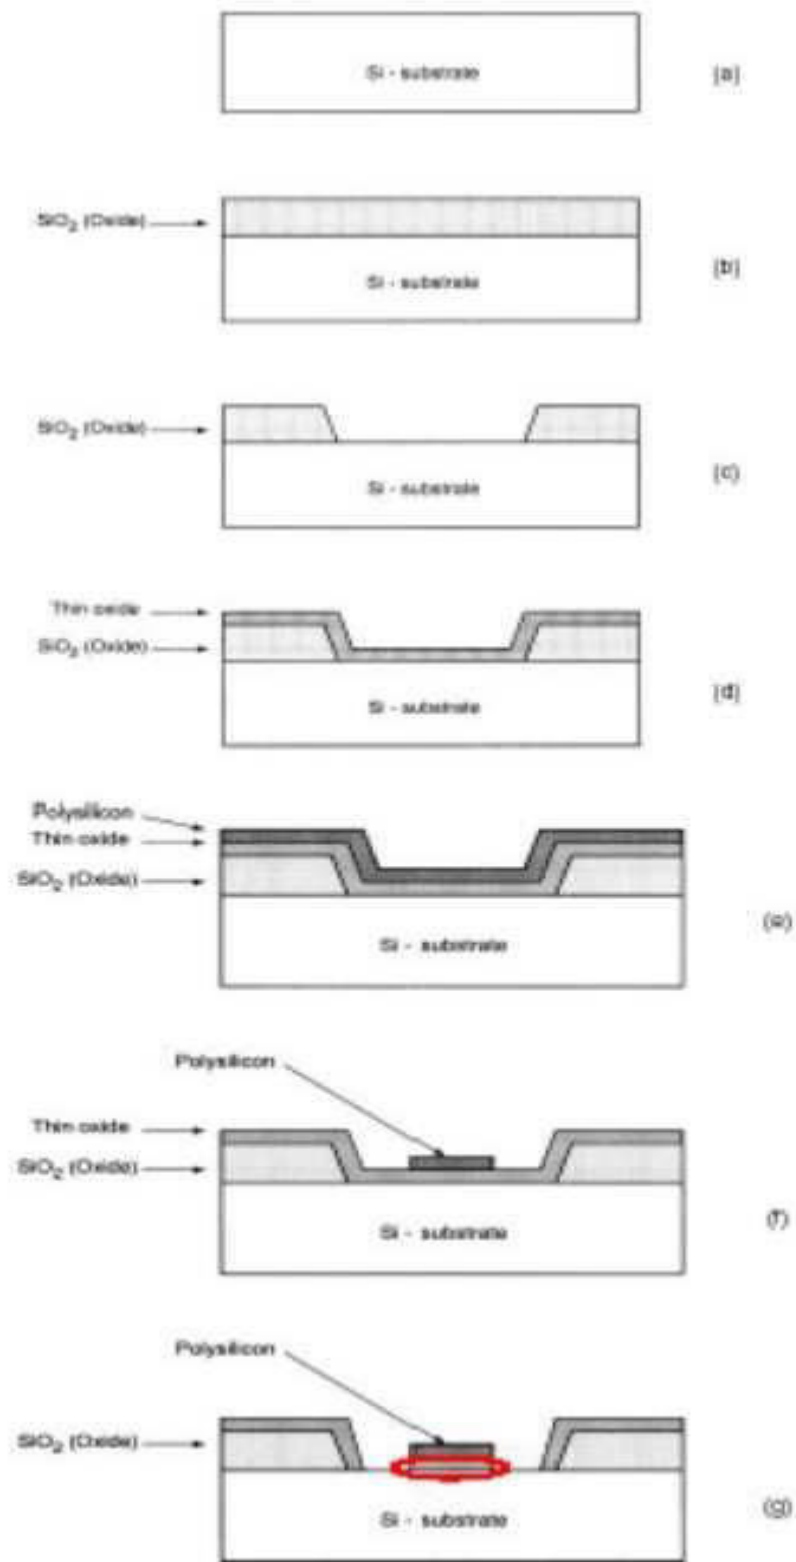 Si - substrate
(a)
SiO2 (Oxide)
Si - substrate
(b)
SiO2 (Oxide)
Si - substrate
(c)
Thin oxide
SiO2 (Oxide)
Si - substrate
(d)
Polysilicon
Thin oxide
SiO2 (Oxide)
Si - substrate
(e)
Polysilicon
Thin oxide
SiO2 (Oxide)
Si - substrate
(f)
Polysilicon
SiO2 (Oxide)
Si - substrate
(g)